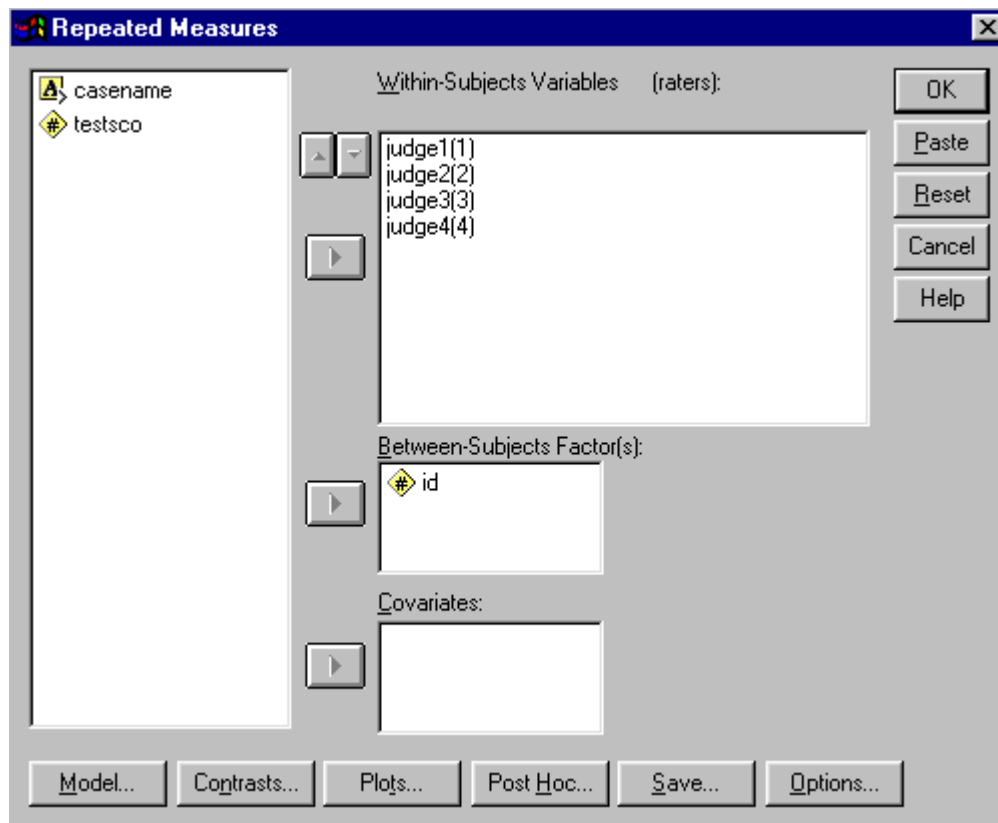 Repeated Measures
casename
testsco
Within-Subjects Variables (raters):
judge1(1)
judge2(2)
judge3(3)
judge4(4)
Between-Subjects Factor(s):
id
Covariates:
OK
Paste
Reset
Cancel
Help
Model... Contrasts... Plots... Post Hoc... Save... Options...